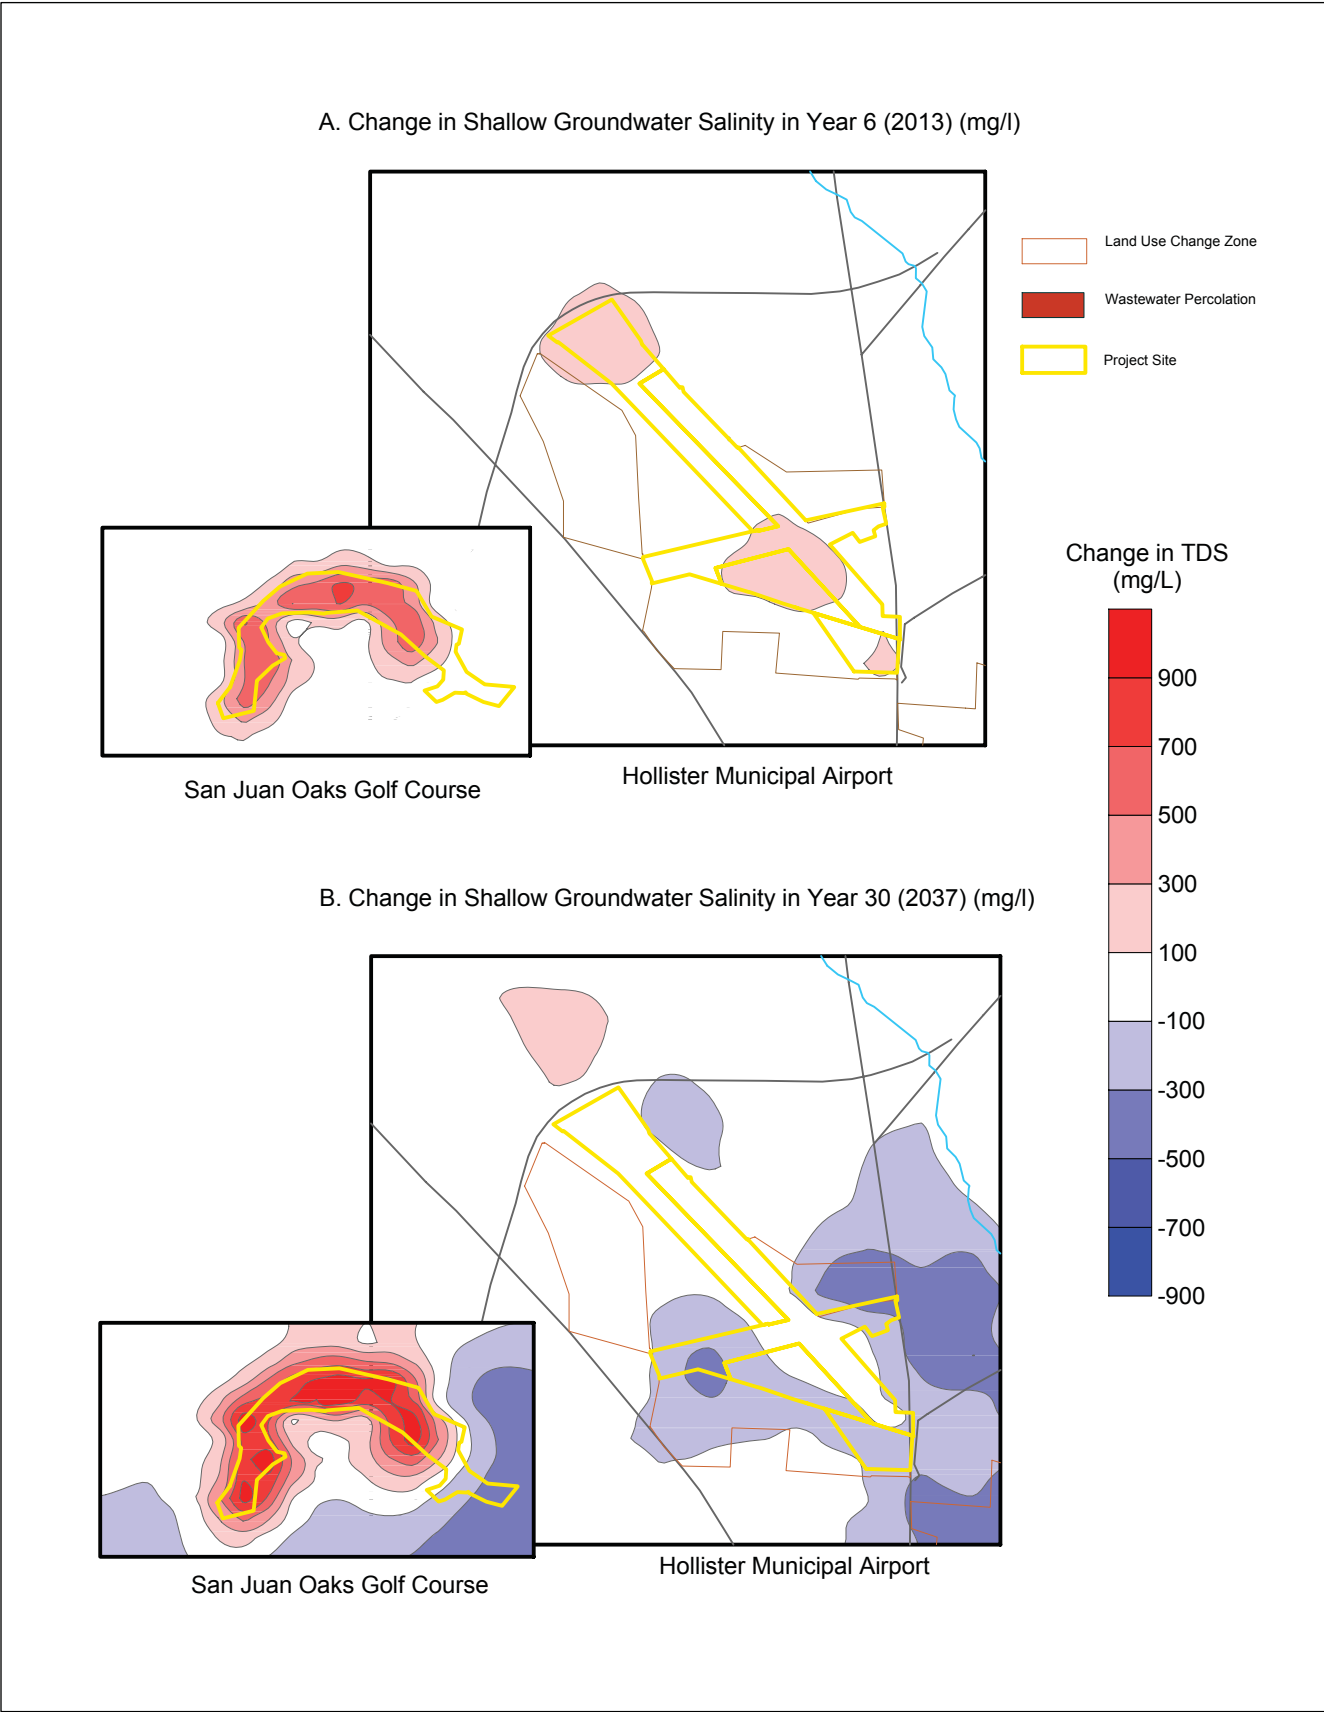 A. Change in Shallow Groundwater Salinity in Year 6 (2013) (mg/l)
Land Use Change Zone
Wastewater Percolation
Project Site
San Juan Oaks Golf Course
Hollister Municipal Airport
Change in TDS
(mg/L)
900
700
500
300
100
-100
-300
-500
-700
-900
B. Change in Shallow Groundwater Salinity in Year 30 (2037) (mg/l)
San Juan Oaks Golf Course
Hollister Municipal Airport